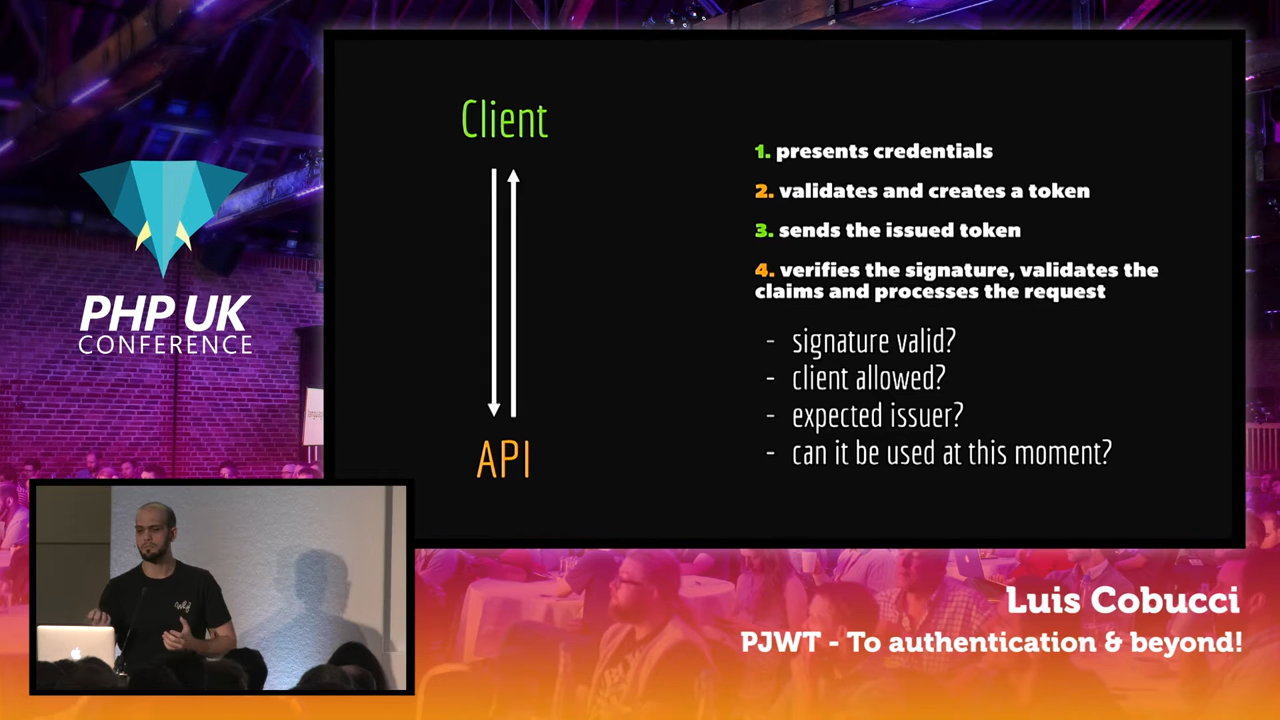 Client
API
1. presents credentials
2. validates and creates a token
3. sends the issued token
4. verifies the signature, validates the
claims and processes the request
- signature valid?
- client allowed?
- expected issuer?
- can it be used at this moment?
PHP UK
CONFERENCE
Luis Cobucci
PJWT - To authentication & beyond!